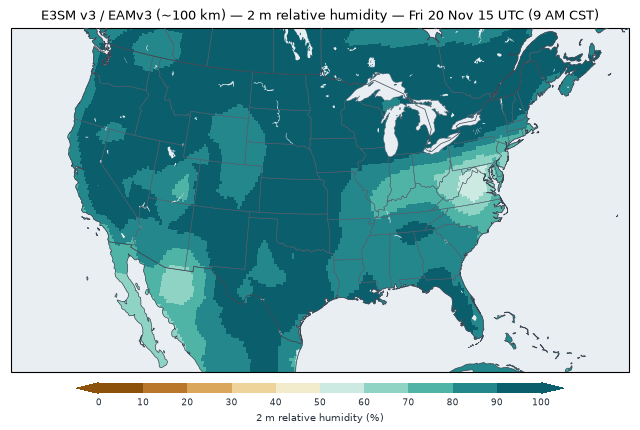 E3SM v3 / EAMv3 (~100 km) — 2 m relative humidity — Fri 20 Nov 15 UTC (9 AM CST)
0 10 20 30 40 50 60 70 80 90 100
2 m relative humidity (%)